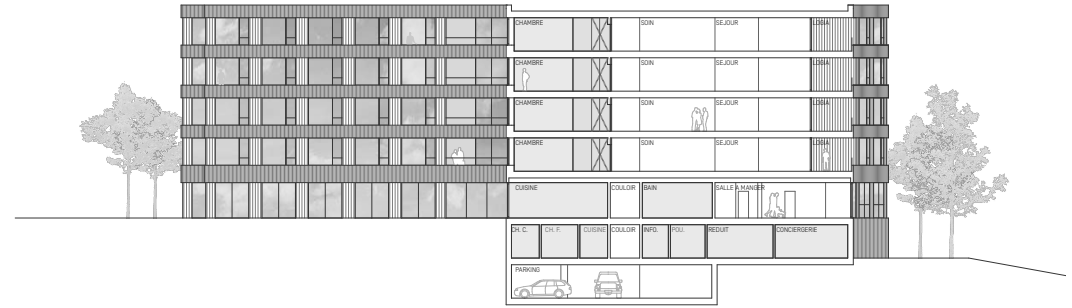 CHAMBRE SOIN SEJOUR LOGIA
CHAMBRE SOIN SEJOUR LOGIA
CHAMBRE SOIN SEJOUR LOGIA
CHAMBRE SOIN SEJOUR LOGIA
CUISINE COULOIR BAIN SALLE A MANGER
CH. C. CH. F. CUISINE COULOIR INFO. POU. REDUIT CONCIERGERIE
PARKING